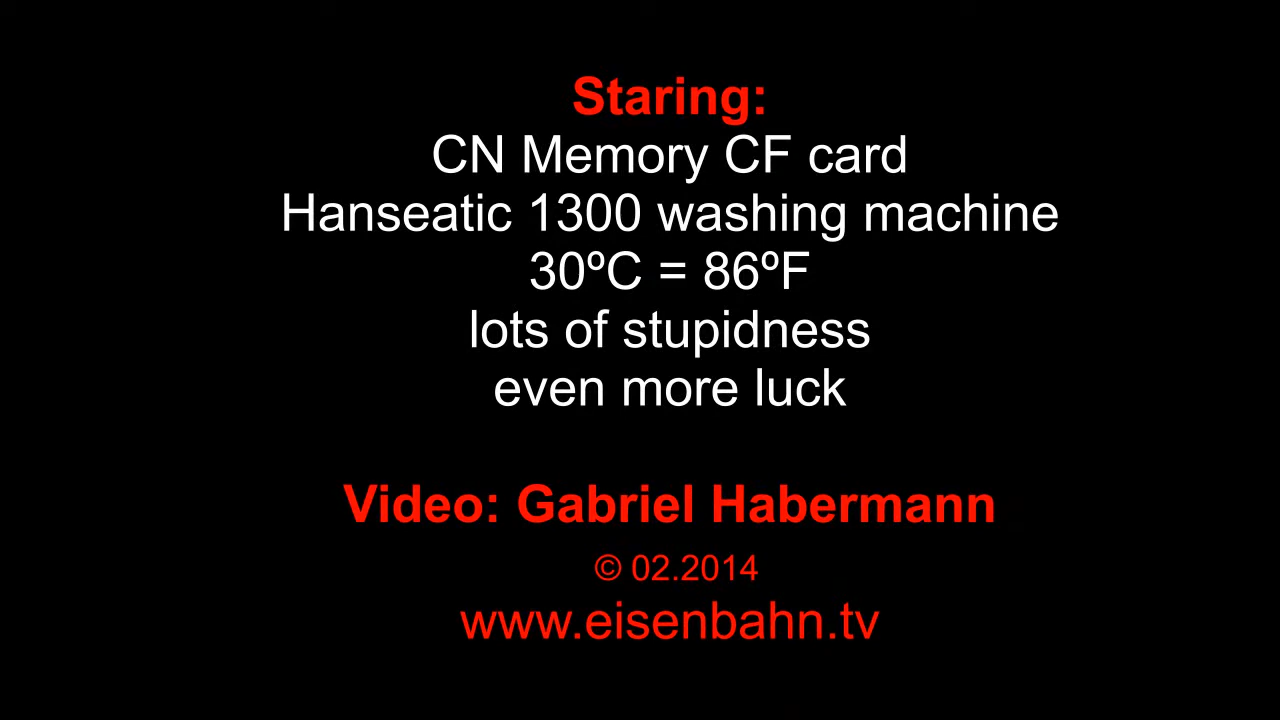 Staring:
CN Memory CF card
Hanseatic 1300 washing machine
30ºC = 86ºF
lots of stupidness
even more luck
Video: Gabriel Habermann
© 02.2014
www.eisenbahn.tv